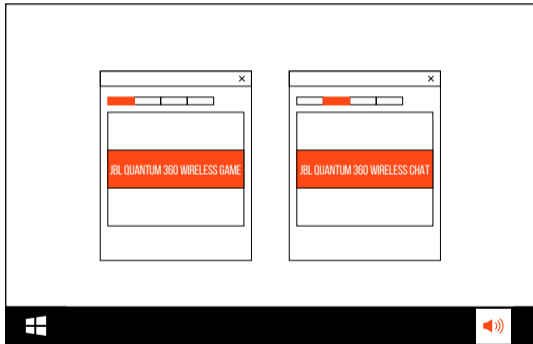 JBL QUANTUM 360 WIRELESS GAME
JBL QUANTUM 360 WIRELESS CHAT